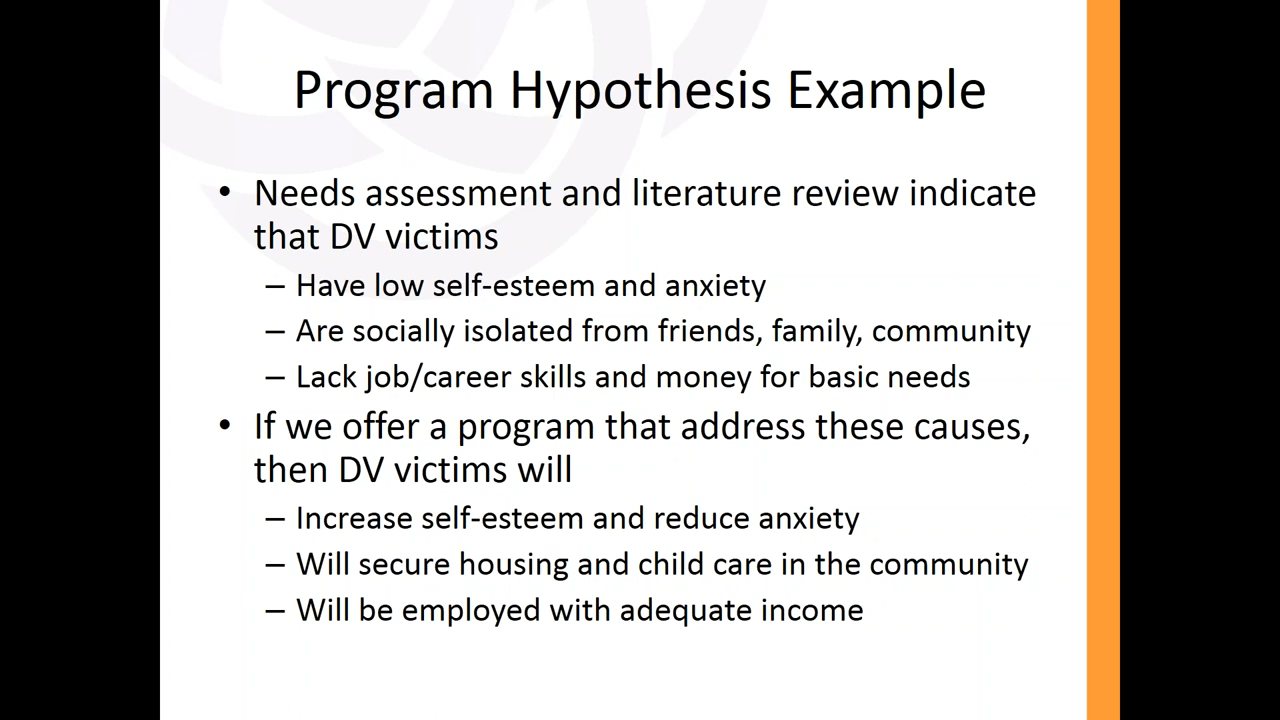 Program Hypothesis Example
• Needs assessment and literature review indicate
that DV victims
– Have low self-esteem and anxiety
– Are socially isolated from friends, family, community
– Lack job/career skills and money for basic needs
• If we offer a program that address these causes,
then DV victims will
– Increase self-esteem and reduce anxiety
– Will secure housing and child care in the community
– Will be employed with adequate income